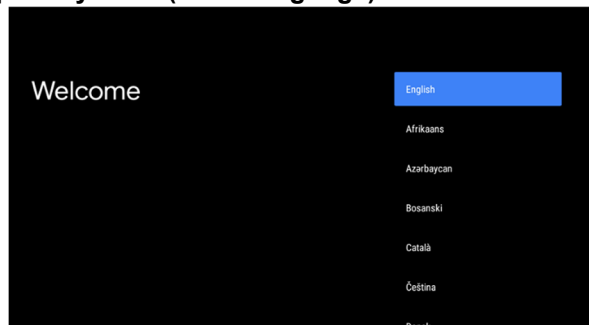 Welcome
English
Afrikaans
Azərbaycan
Bosanski
Català
Čeština